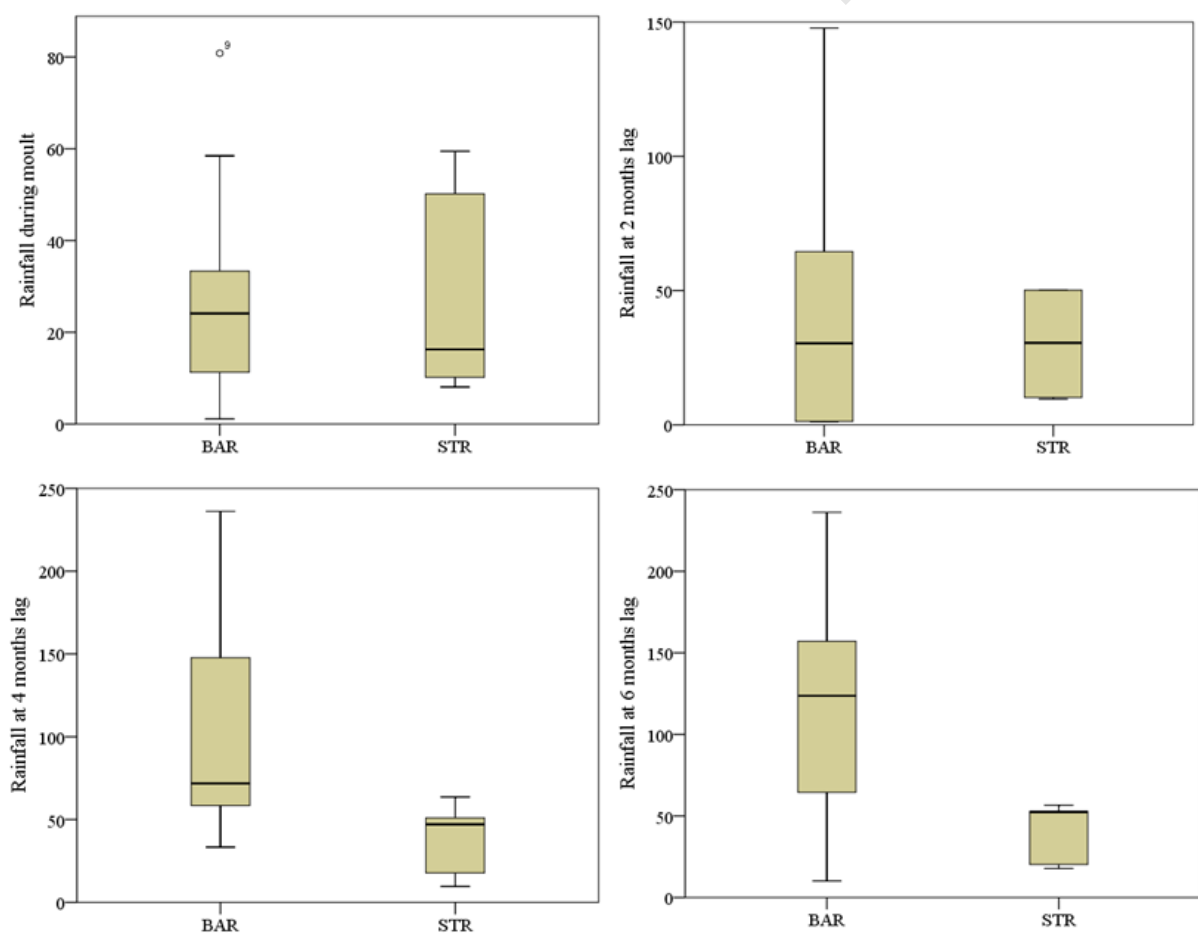 Rainfall during moult
80
60
40
20
0
9
BAR
STR
Rainfall at 2 months lag
150
100
50
0
BAR
STR
Rainfall at 4 months lag
250
200
150
100
50
0
BAR
STR
Rainfall at 6 months lag
250
200
150
100
50
0
BAR
STR